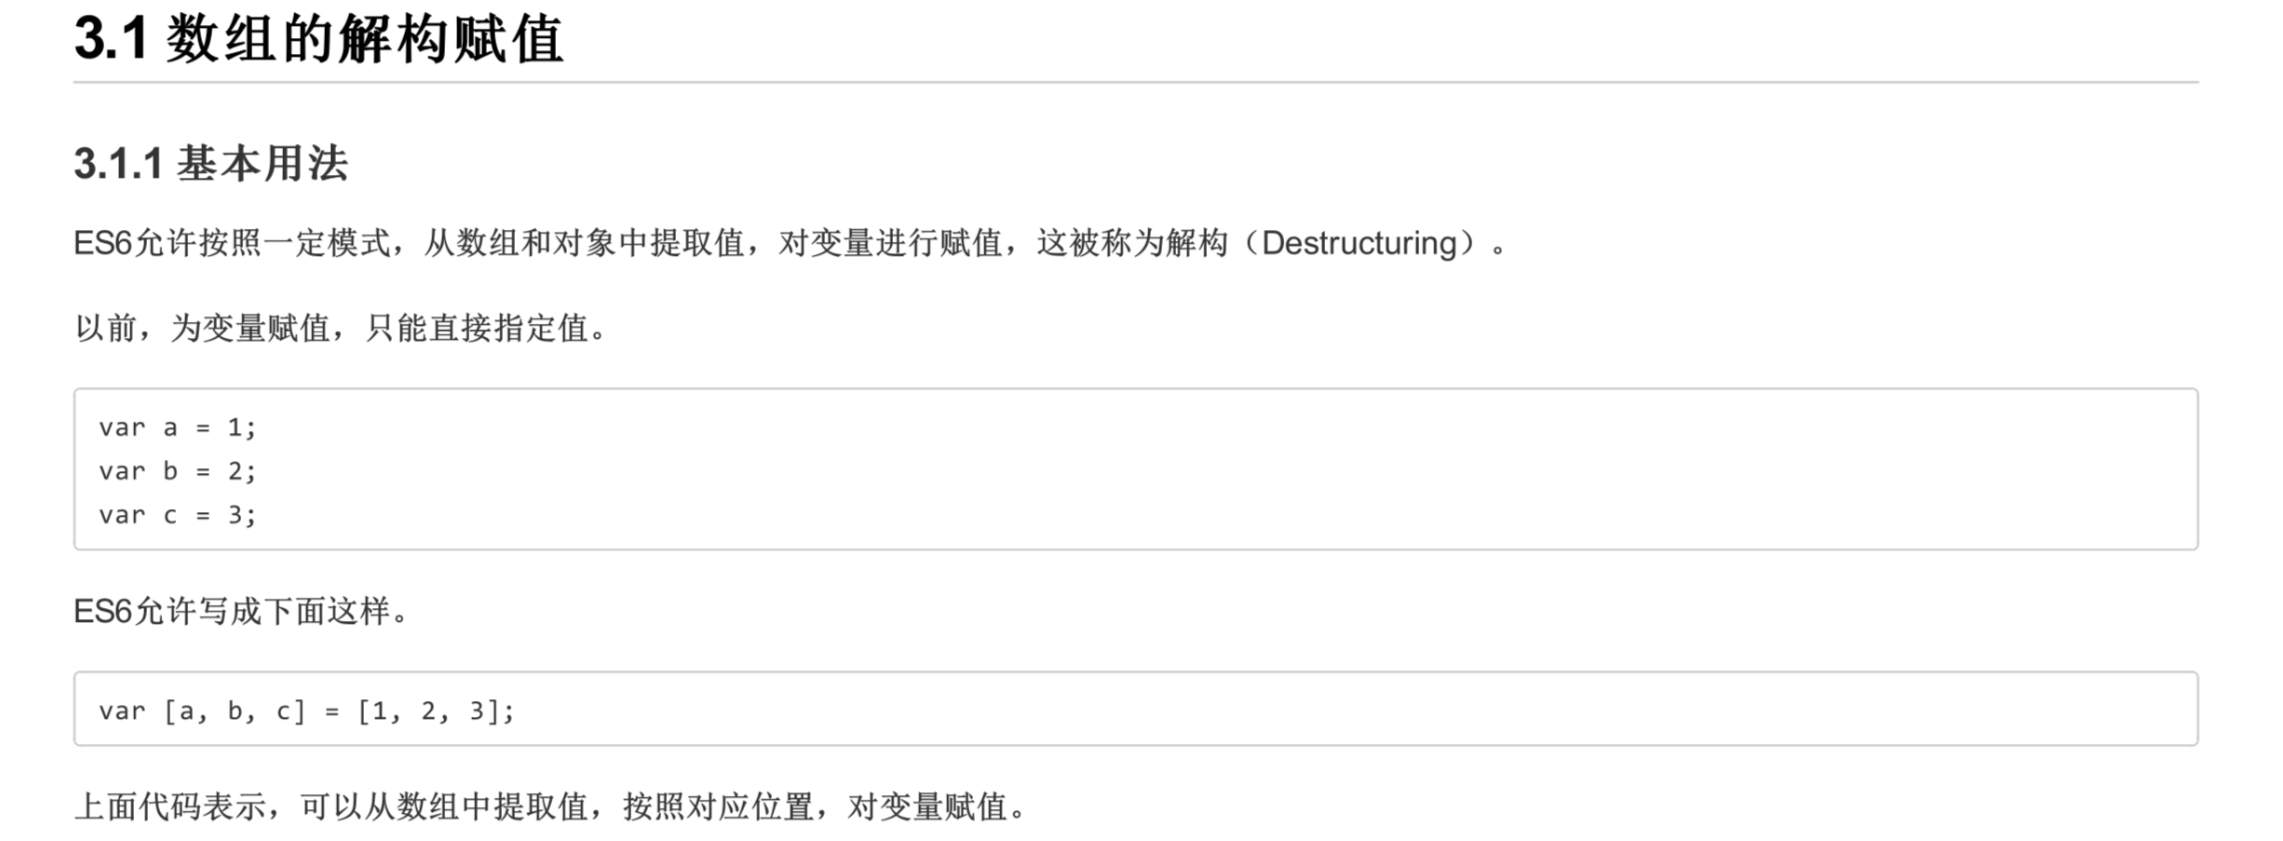 3.1 数组的解构赋值
3.1.1 基本用法
ES6允许按照一定模式，从数组和对象中提取值，对变量进行赋值，这被称为解构（Destructuring）。
以前，为变量赋值，只能直接指定值。
var a = 1;
var b = 2;
var c = 3;
ES6允许写成下面这样。
var [a, b, c] = [1, 2, 3];
上面代码表示，可以从数组中提取值，按照对应位置，对变量赋值。